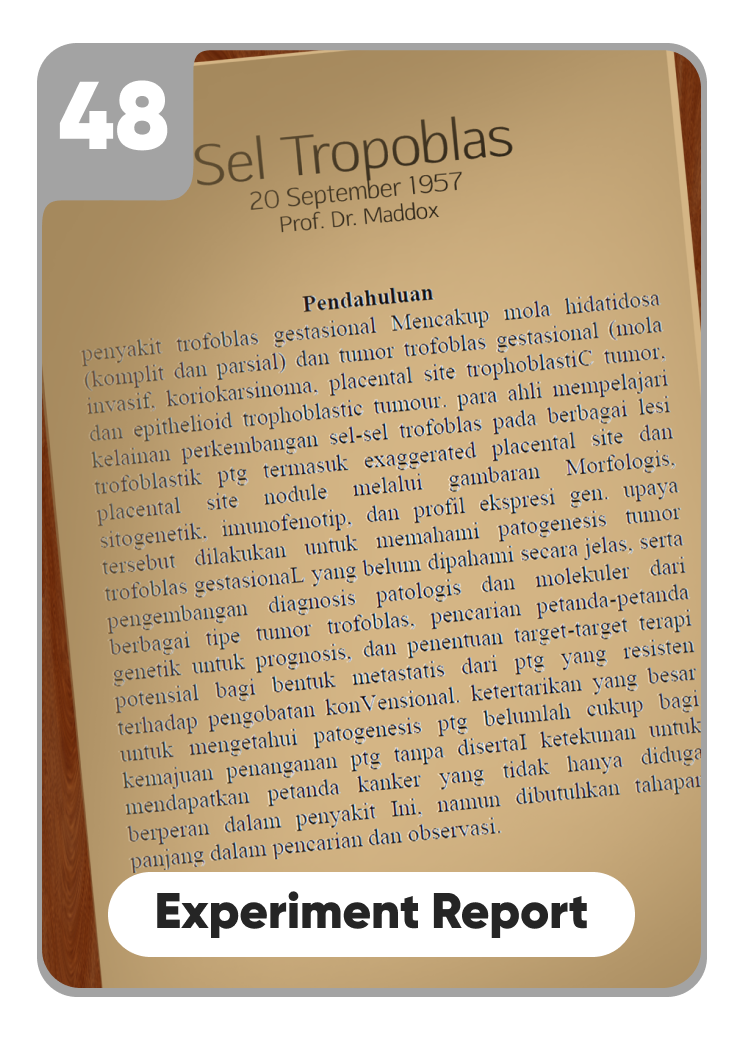 48
Sel Tropoblas
20 September 1957
Prof. Dr. Maddox
Pendahuluan
penyakit trofoblas gestasional Mencakup mola hidatidosa
(komplit dan parsial) dan tumor trofoblas gestasional (mola
invasif. koriokarsinoma. placental site trophoblastiC tumor.
dan epithelioid trophoblastic tumour. para ahli mempelajari
kelainan perkembangan sel-sel trofoblas pada berbagai lesi
trofoblastik ptg termasuk exaggerated placental site dan
placental site nodule melalui gambaran Morfologis.
sitogenetik. imunofenotip. dan profil ekspresi gen. upaya
tersebut dilakukan untuk memahami patogenesis tumor
trofoblas gestasionaL yang belum dipahami secara jelas. serta
pengembangan diagnosis patologis dan molekuler dari
berbagai tipe tumor trofoblas. pencarian petanda-petanda
genetik untuk prognosis. dan penentuan target-target terapi
potensial bagi bentuk metastatis dari ptg yang resisten
terhadap pengobatan konVensional. ketertarikan yang besar
untuk mengetahui patogenesis ptg belumlah cukup bagi
kemajuan penanganan ptg tanpa disertaI ketekunan untuk
mendapatkan petanda kanker yang tidak hanya diduga
berperan dalam penyakit Ini. namun dibutuhkan tahapan
panjang dalam pencarian dan observasi.
Experiment Report